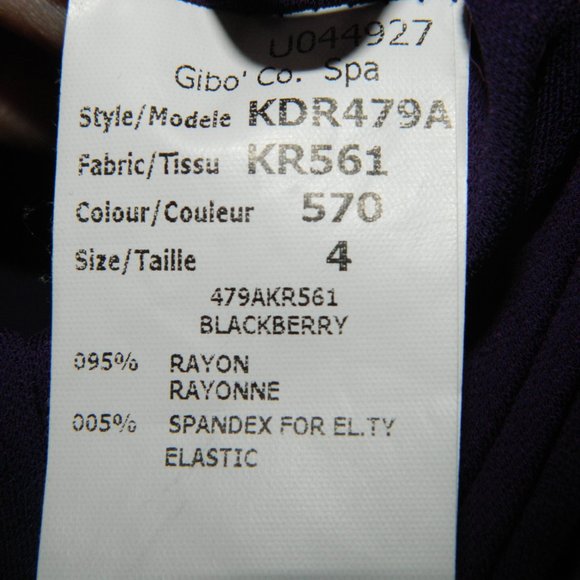 U044927
Gibo' Co. Spa
Style/Modele KDR479A
Fabric/Tissu KR561
Colour/Couleur 570
Size/Taille 4
479AKR561
BLACKBERRY
095% RAYON
RAYONNE
005% SPANDEX FOR EL.TY
ELASTIC